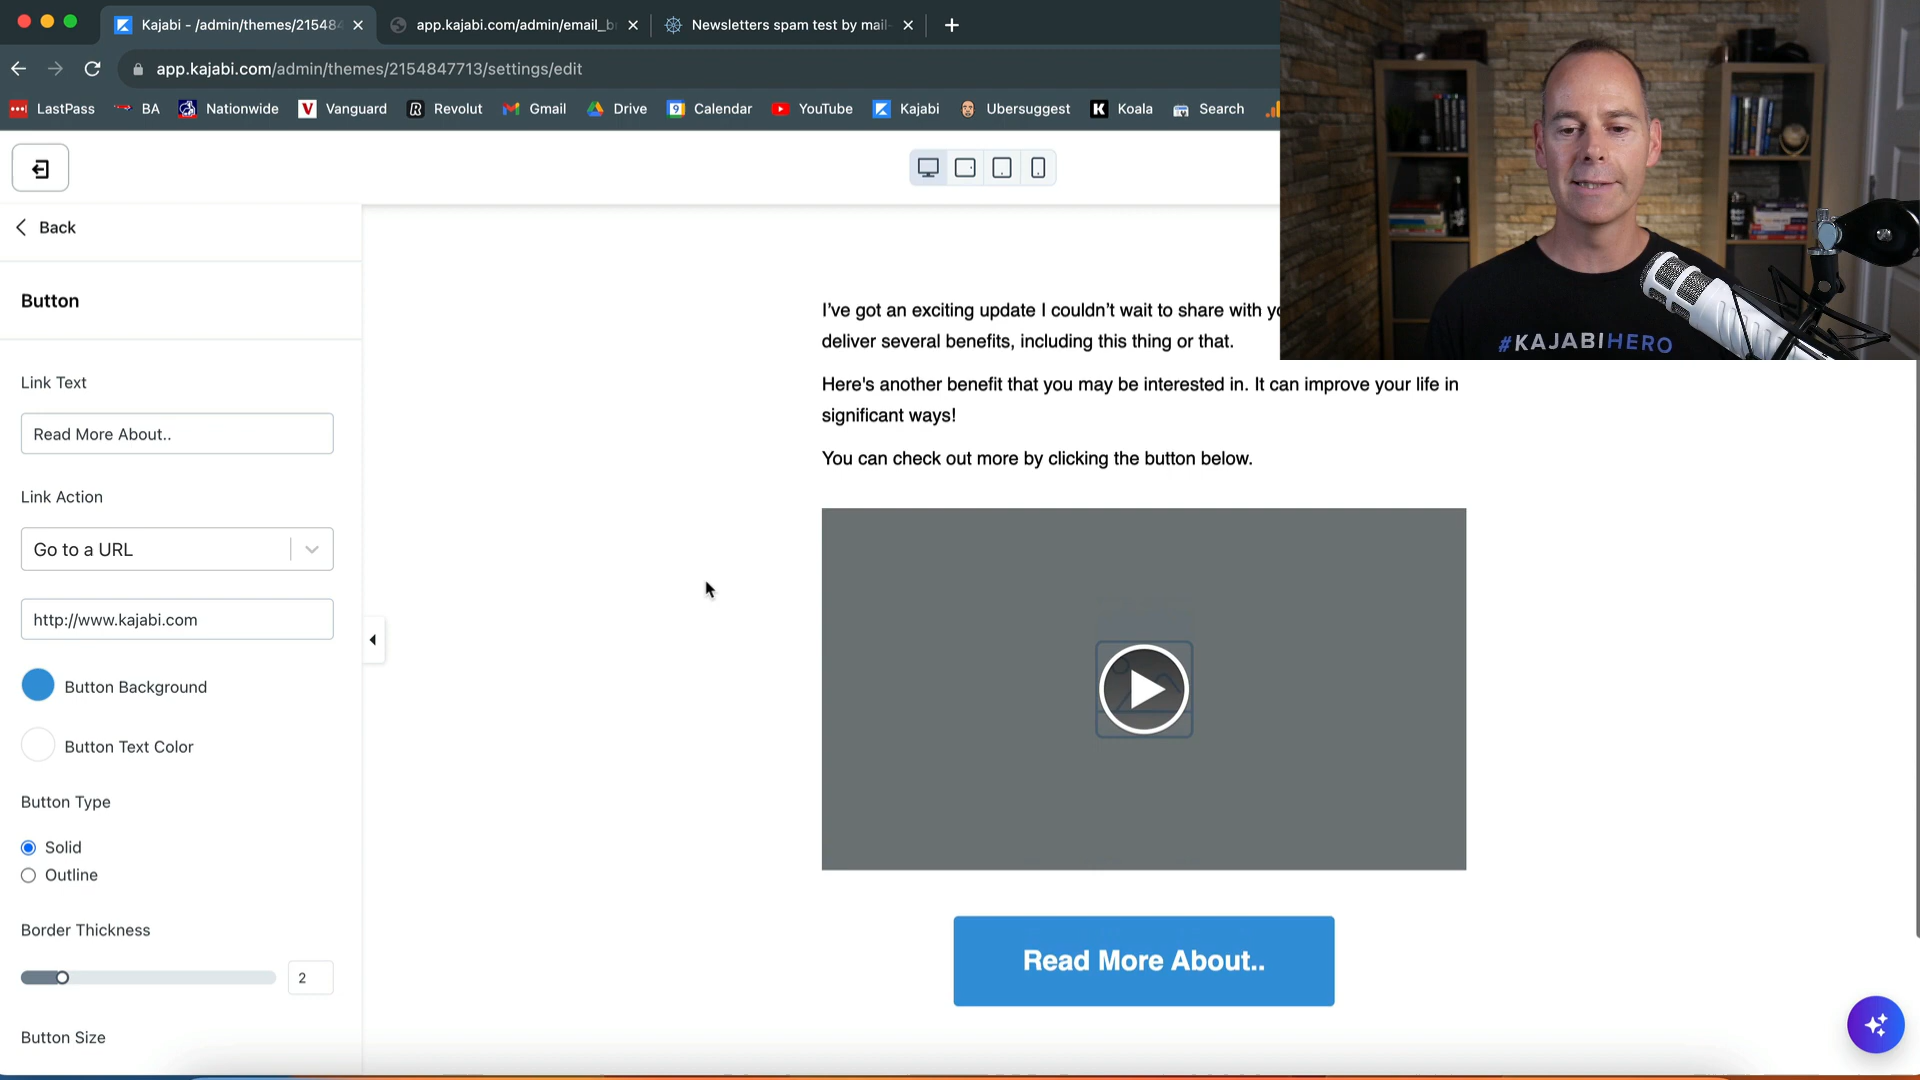 Kajabi - /admin/themes/21548
app.kajabi.com/admin/email_b
Newsletters spam test by mail-
app.kajabi.com/admin/themes/2154847713/settings/edit
LastPass
BA
Nationwide
Vanguard
Revolut
Gmail
Drive
Calendar
YouTube
Kajabi
Ubersuggest
Koala
Search
#KAJABIHERO
Back
Button
Link Text
Read More About..
Link Action
Go to a URL
http://www.kajabi.com
Button Background
Button Text Color
Button Type
Solid
Outline
Border Thickness
2
Button Size
I've got an exciting update I couldn't wait to share with
deliver several benefits, including this thing or that.
Here's another benefit that you may be interested in. It can improve your life in
significant ways!
You can check out more by clicking the button below.
Read More About..